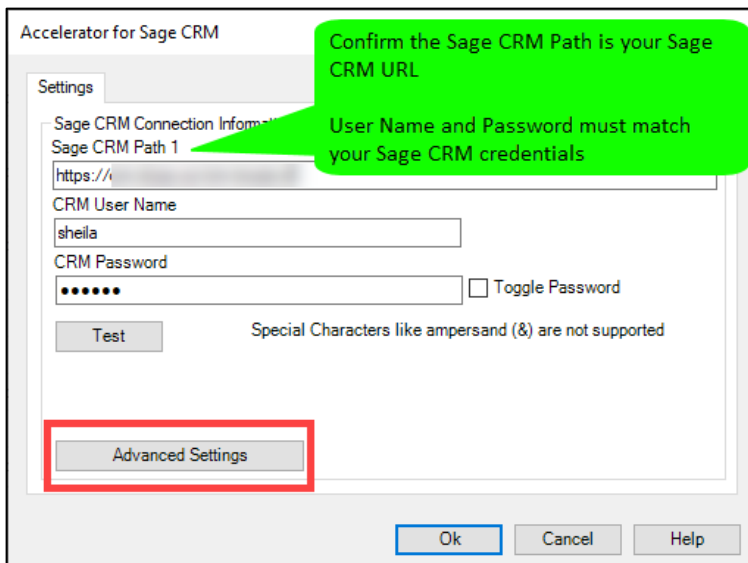 Accelerator for Sage CRM
Confirm the Sage CRM Path is your Sage
CRM URL
User Name and Password must match
your Sage CRM credentials
Settings
Sage CRM Connection
Sage CRM Path 1
https://
CRM User Name
sheila
CRM Password
Toggle Password
Test
Special Characters like ampersand (&) are not supported
Advanced Settings
Ok
Cancel
Help